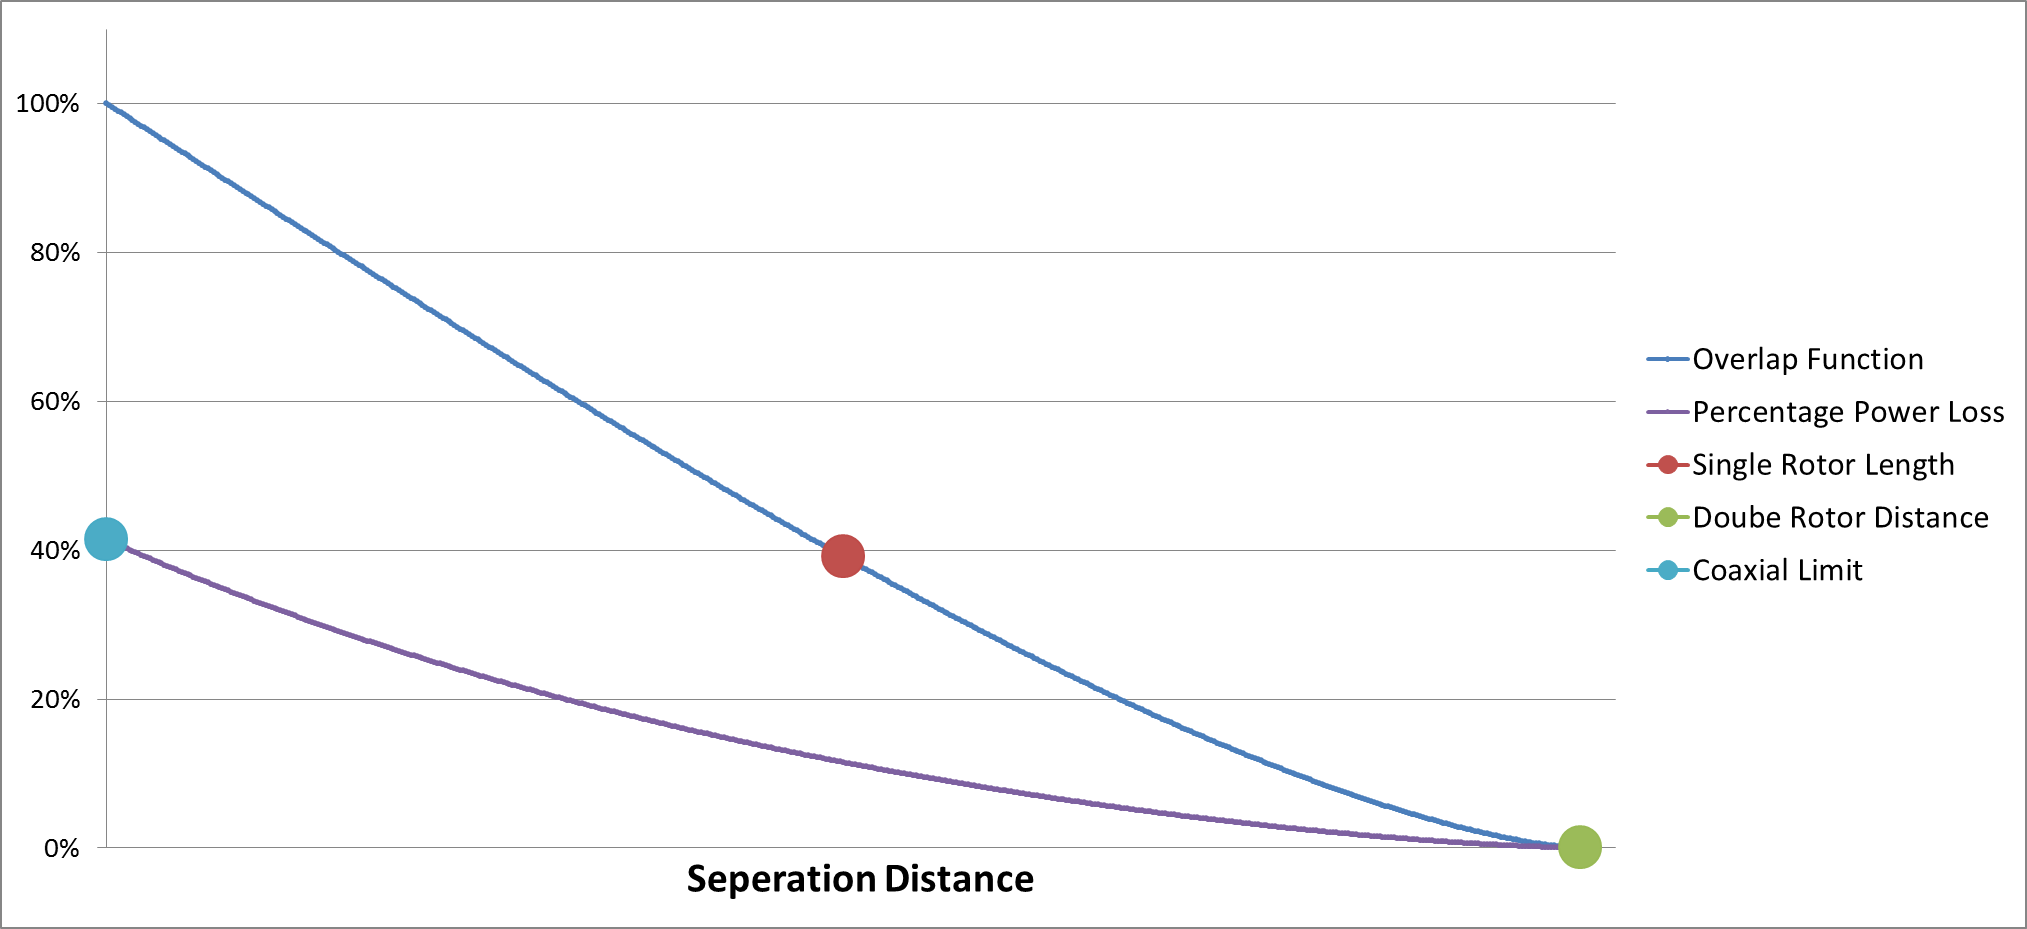 100%
80%
60%
40%
20%
0%
Seperation Distance
Overlap Function
Percentage Power Loss
Single Rotor Length
Doube Rotor Distance
Coaxial Limit